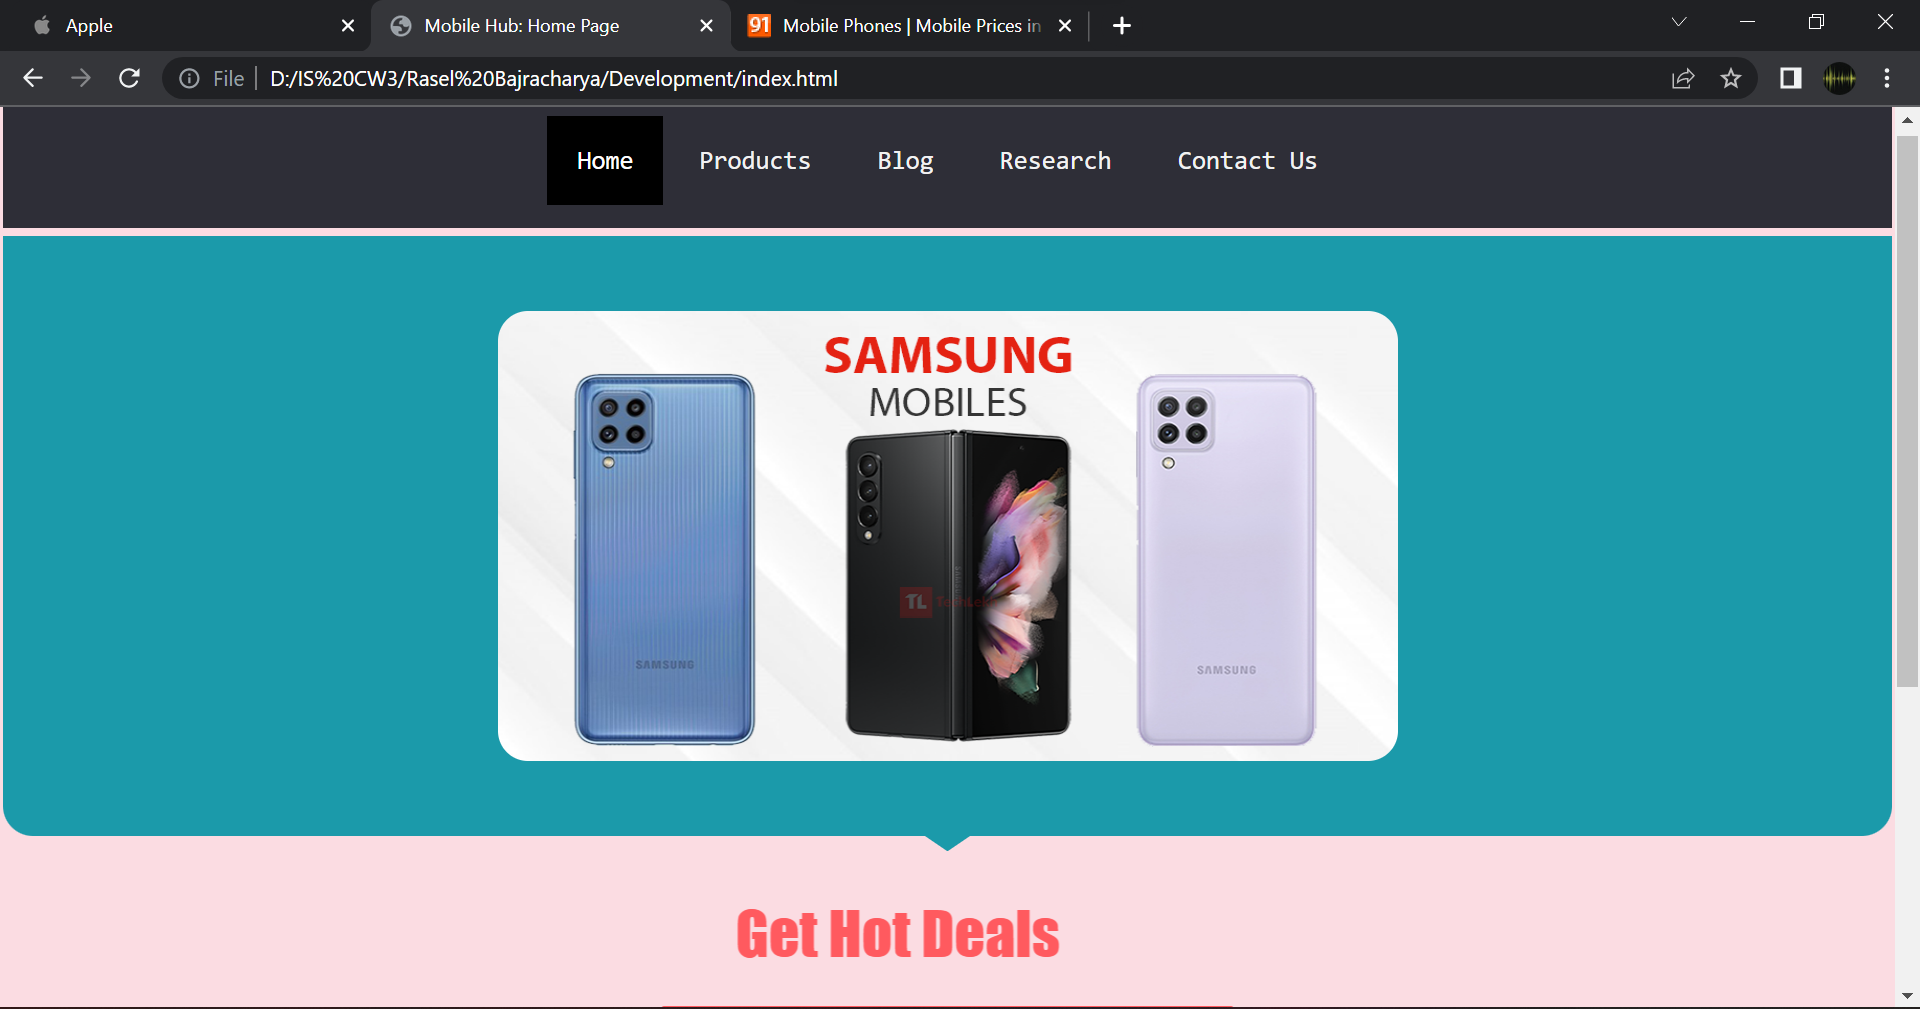 Apple
Mobile Hub: Home Page
91 Mobile Phones | Mobile Prices in
File D:/IS%20CW3/Rasel%20Bajracharya/Development/index.html
Home Products Blog Research Contact Us
SAMSUNG
MOBILES
TL
SAMSUNG
SAMSUNG
Get Hot Deals